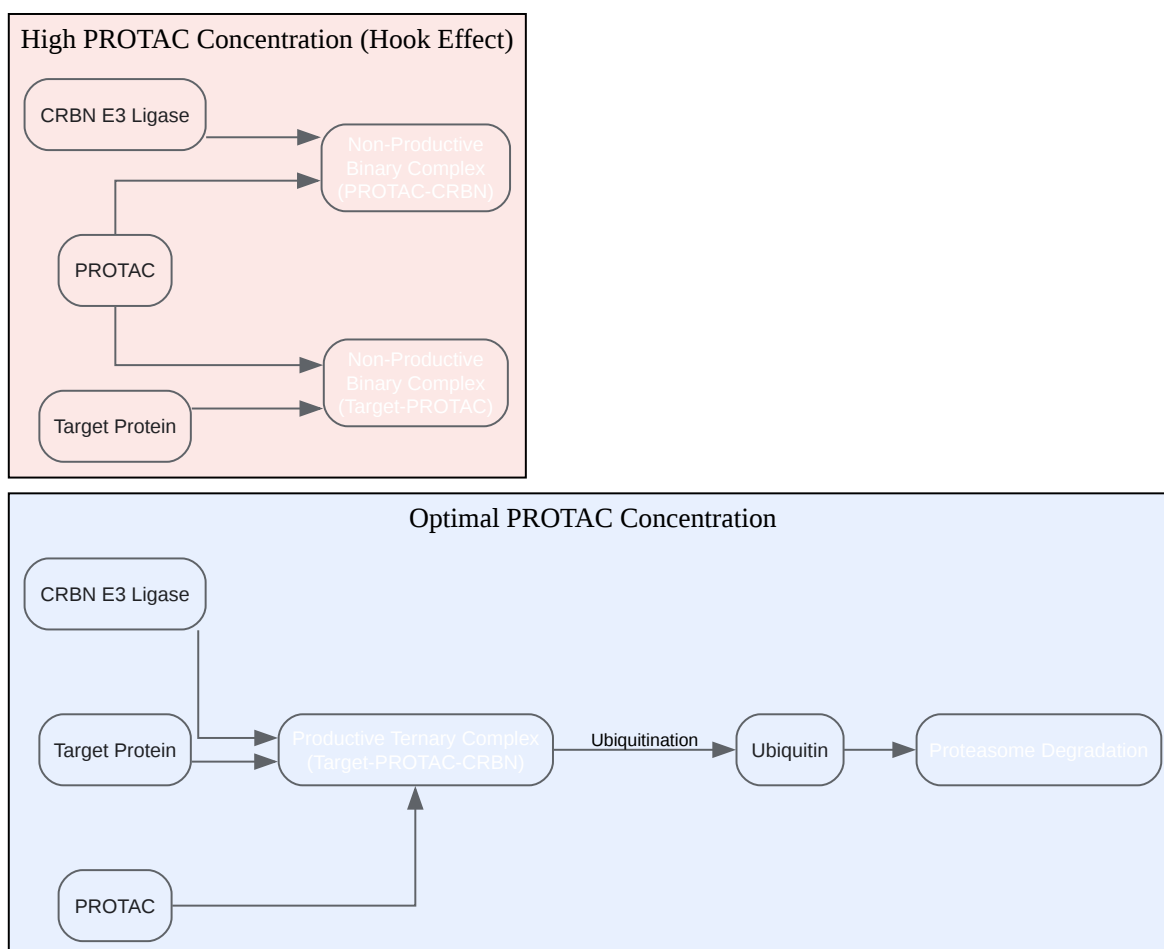 High PROTAC Concentration (Hook Effect)
CRBN E3 Ligase
Non-Productive
Binary Complex
(PROTAC-CRBN)
PROTAC
Non-Productive
Binary Complex
(Target-PROTAC)
Target Protein
Optimal PROTAC Concentration
CRBN E3 Ligase
Target Protein
Productive Ternary Complex
(Target-PROTAC-CRBN)
Ubiquitination
Ubiquitin
Proteasome Degradation
PROTAC